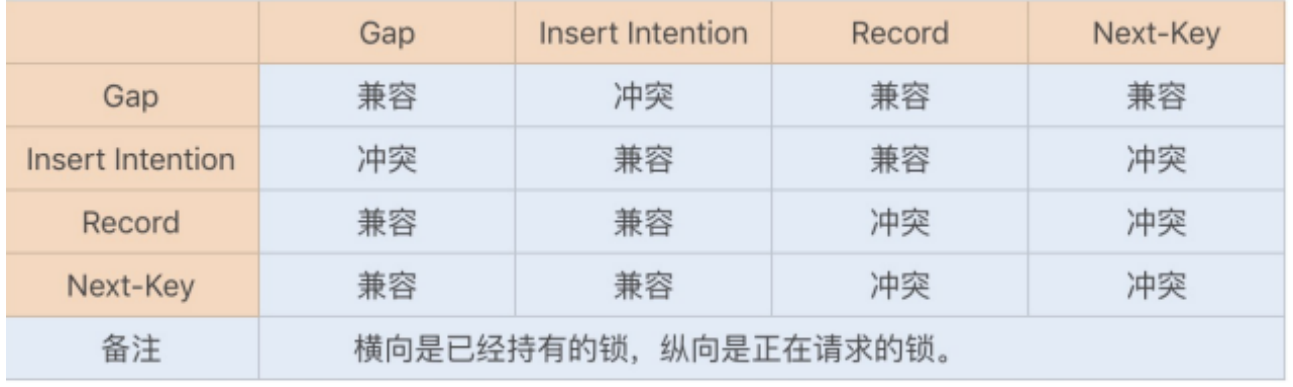 Gap Insert Intention Record Next-Key
Gap 兼容 冲突 兼容 兼容
Insert Intention 冲突 兼容 兼容 冲突
Record 兼容 兼容 冲突 冲突
Next-Key 兼容 兼容 冲突 冲突
备注 横向是已经持有的锁，纵向是正在请求的锁。